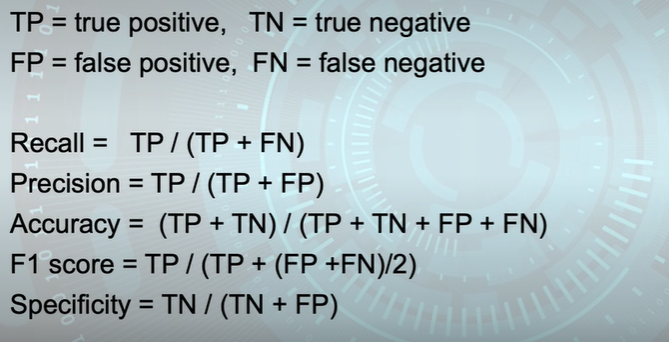 TP = true positive, TN = true negative
FP = false positive, FN = false negative
Recall = TP / (TP + FN)
Precision = TP / (TP + FP)
Accuracy = (TP + TN) / (TP + TN + FP + FN)
F1 score = TP / (TP + (FP +FN)/2)
Specificity = TN / (TN + FP)